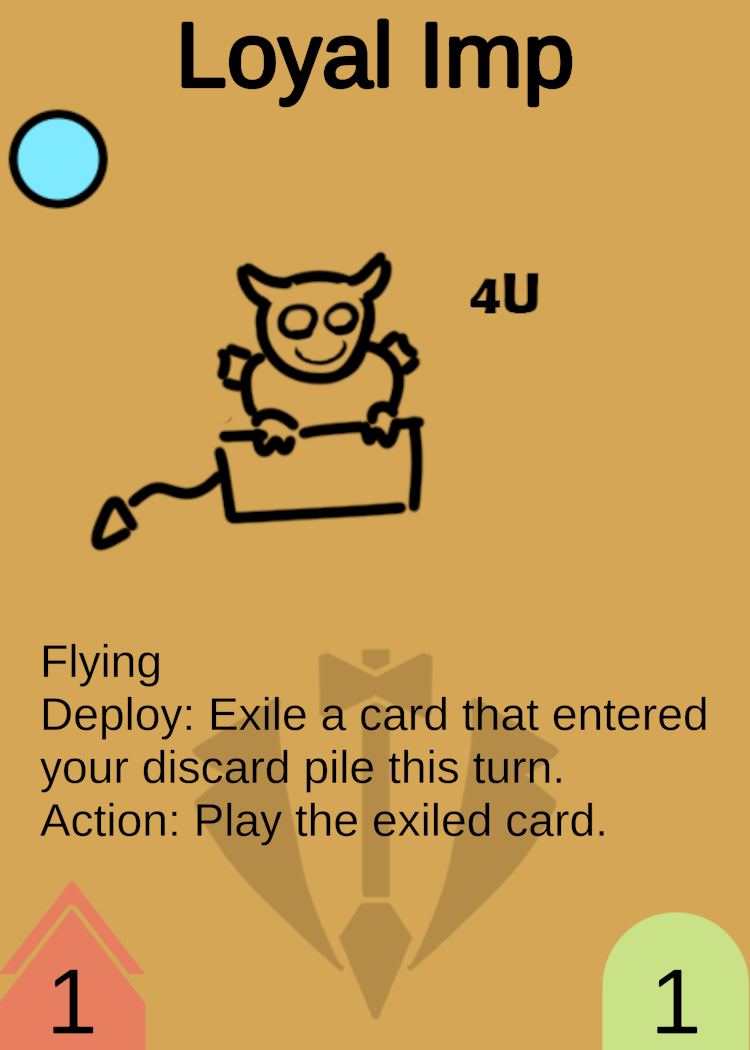 Loyal Imp
4U
Flying
Deploy: Exile a card that entered
your discard pile this turn.
Action: Play the exiled card.
1
1